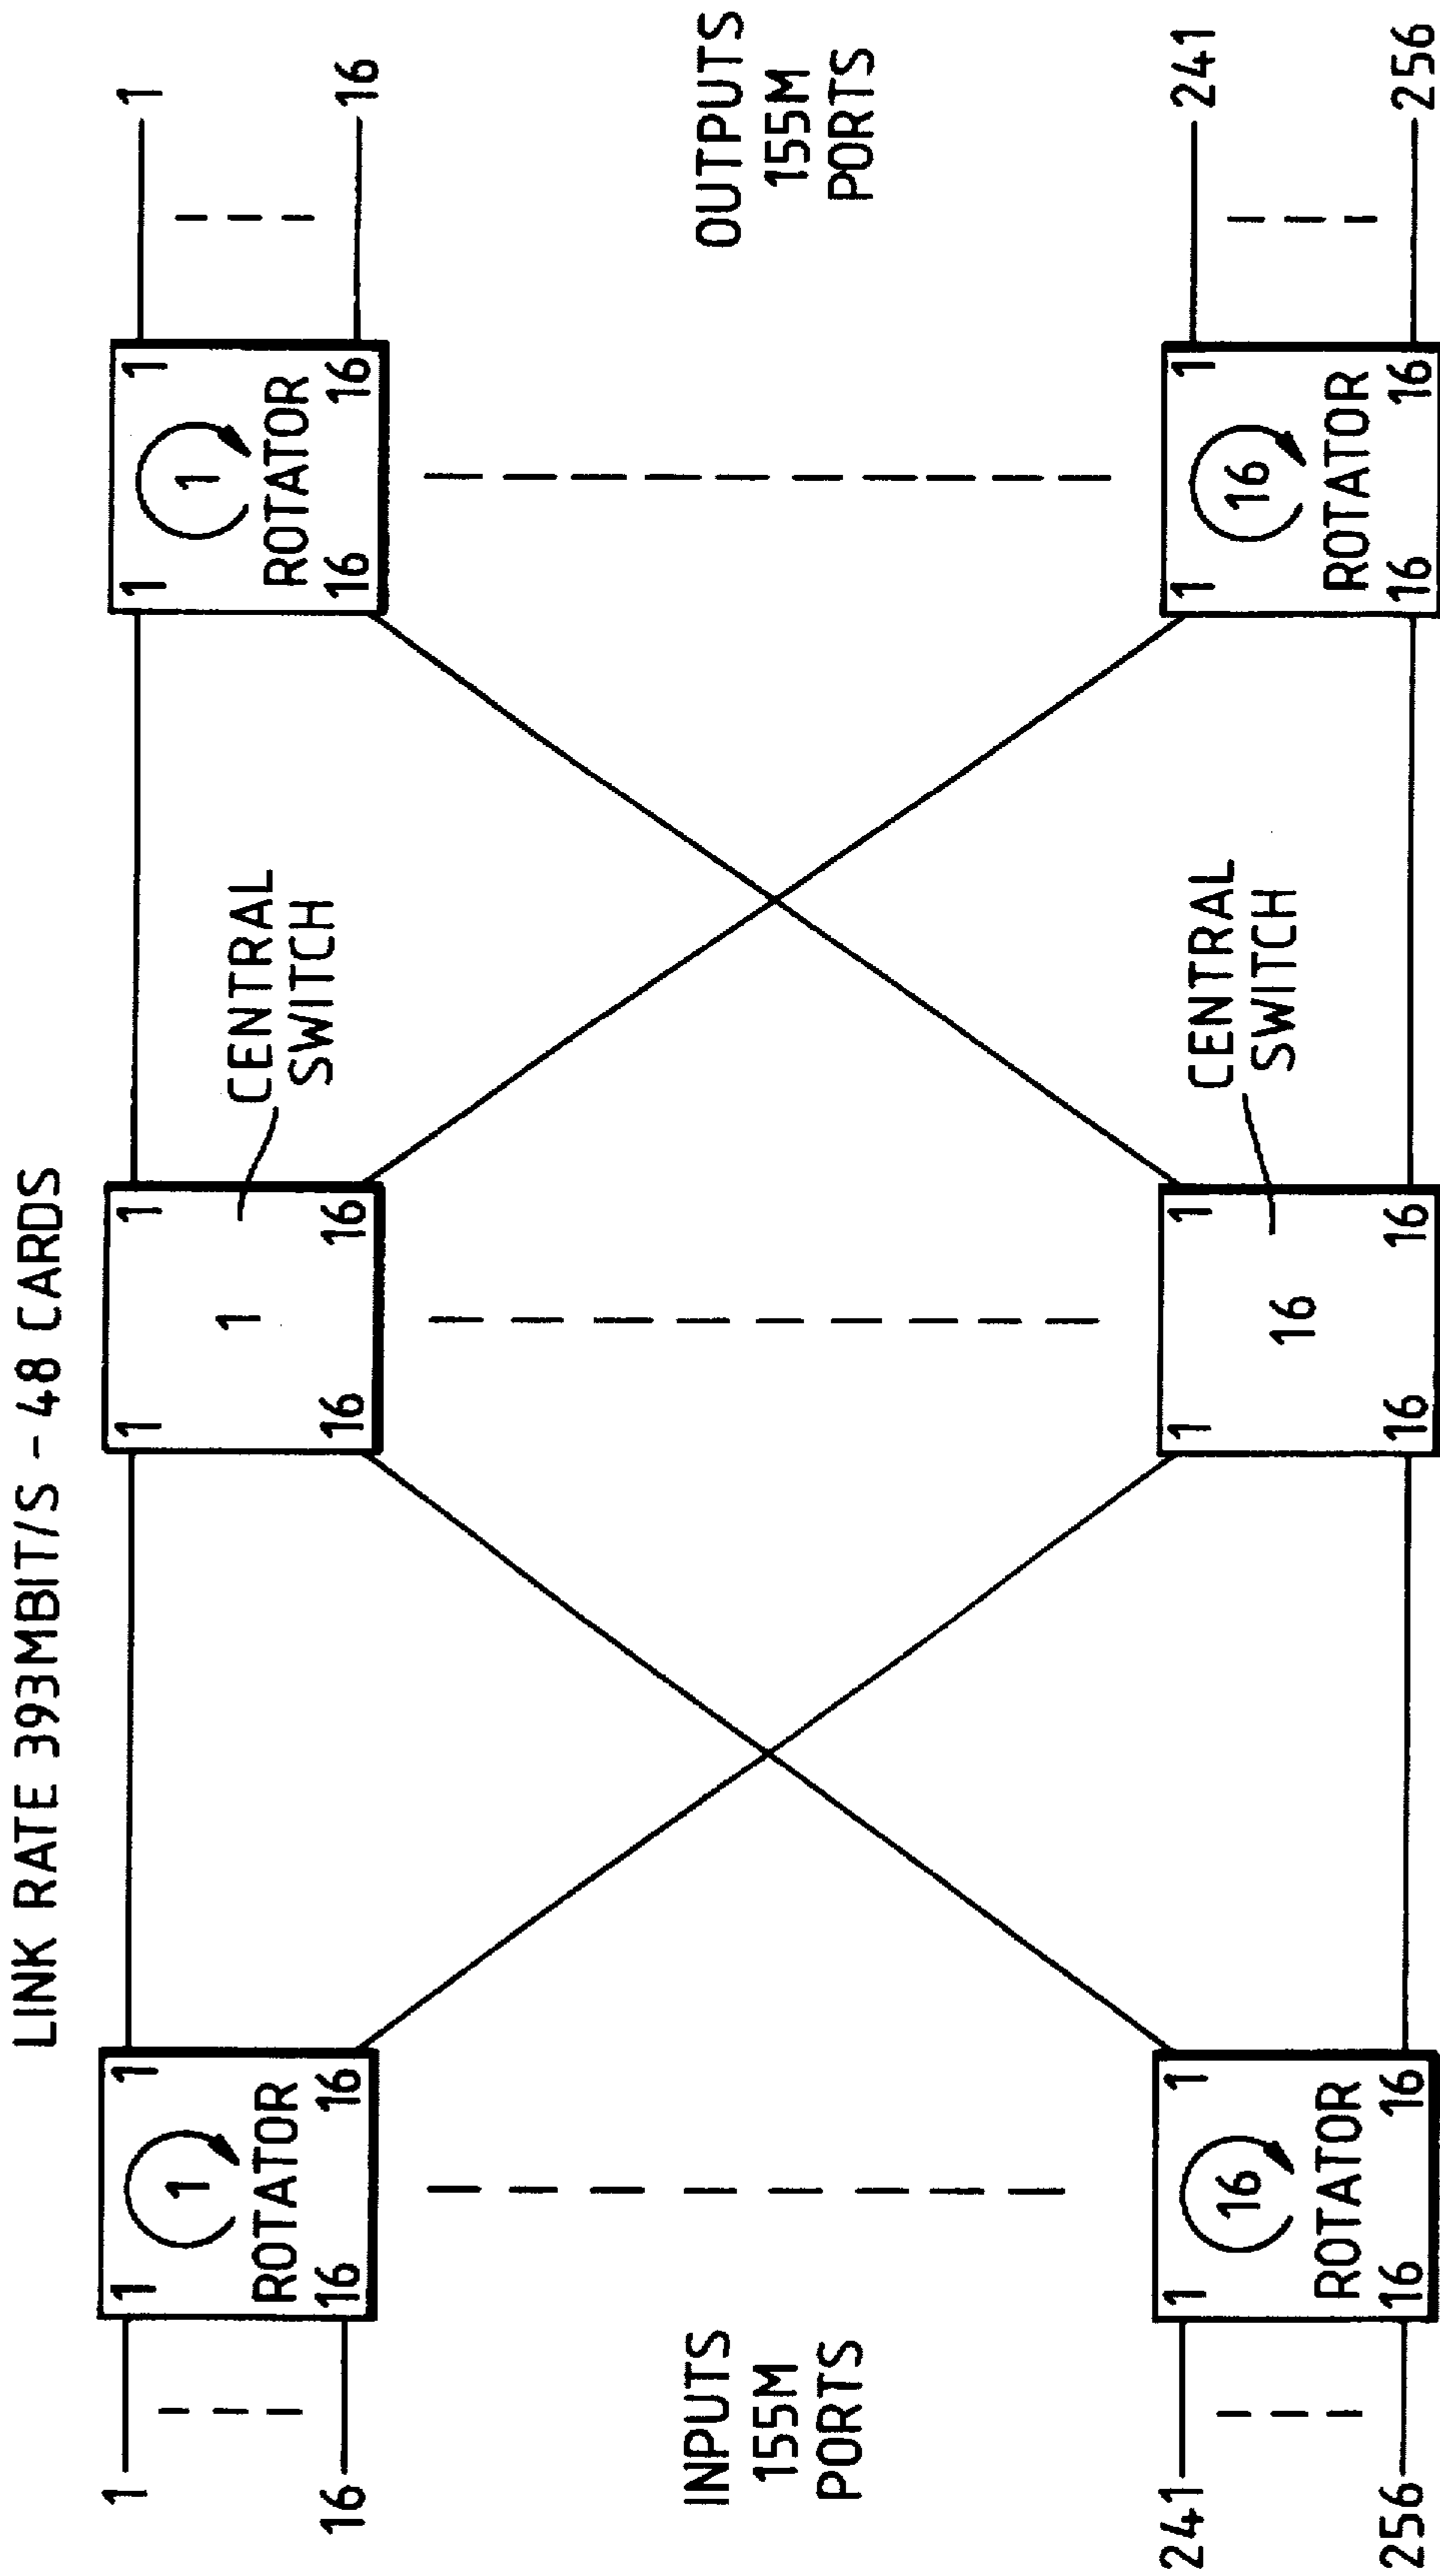 LINK RATE 393MBIT/S - 48 CARDS
1
1
1
1
ROTATOR
16
16
16
1
1
1
16
16
CENTRAL
SWITCH
1
1
1
ROTATOR
16
16
1
16
INPUTS
155M
PORTS
OUTPUTS
155M
PORTS
241
256
1
1
16
ROTATOR
16
16
1
1
16
16
16
CENTRAL
SWITCH
1
1
16
ROTATOR
16
16
241
256